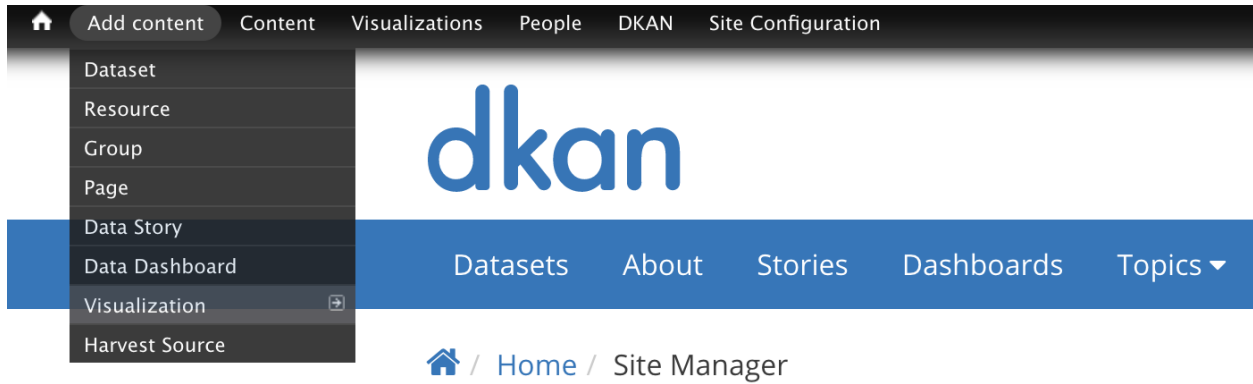 Add content Content Visualizations People DKAN Site Configuration
Dataset
Resource
Group
Page
Data Story
Data Dashboard
Visualization
Harvest Source
dkan
Datasets About Stories Dashboards Topics
/ Home / Site Manager